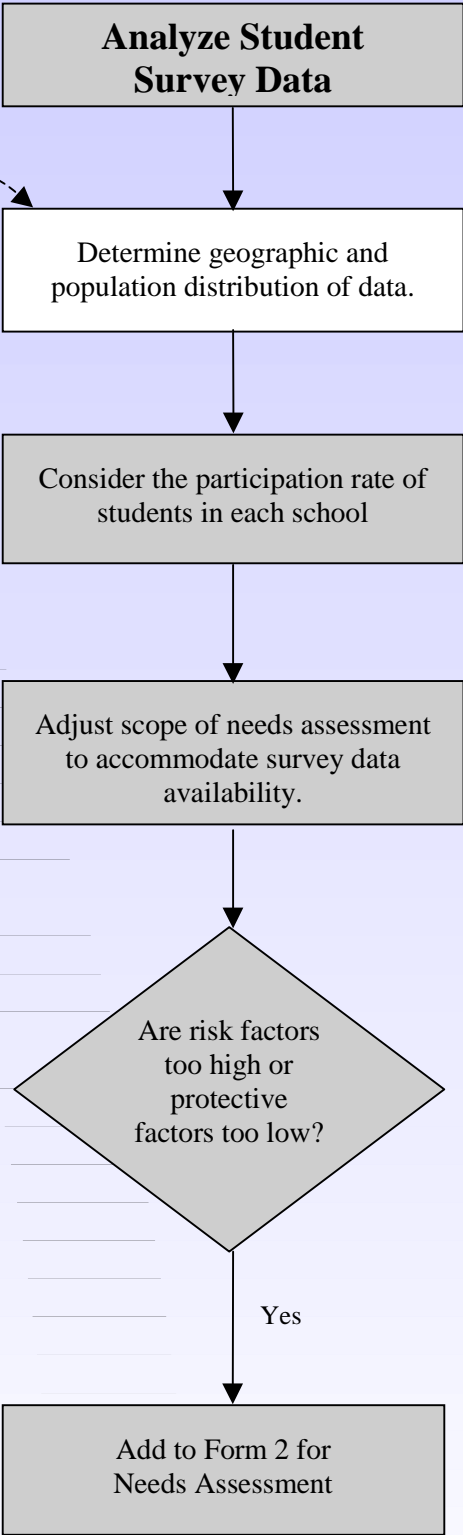 Analyze Student
Survey Data
Determine geographic and
population distribution of data.
Consider the participation rate of
students in each school
Adjust scope of needs assessment
to accommodate survey data
availability.
Are risk factors
too high or
protective
factors too low?
Yes
Add to Form 2 for
Needs Assessment